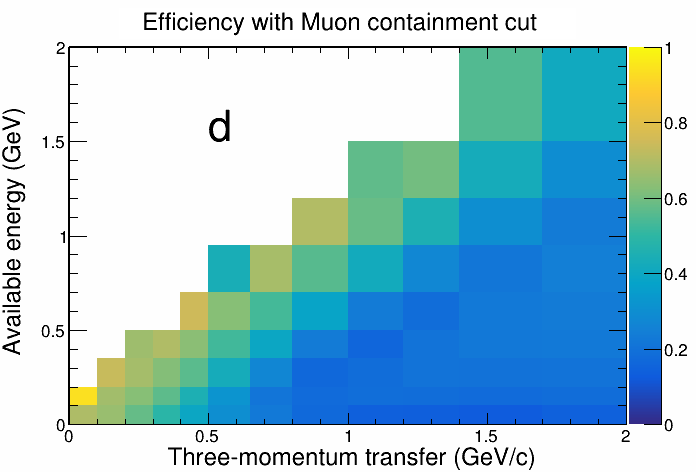 Efficiency with Muon containment cut
Available energy (GeV)
2
1.5
1
0.5
0
d
1
0.8
0.6
0.4
0.2
0
0 0.5 1 1.5 2
Three-momentum transfer (GeV/c)